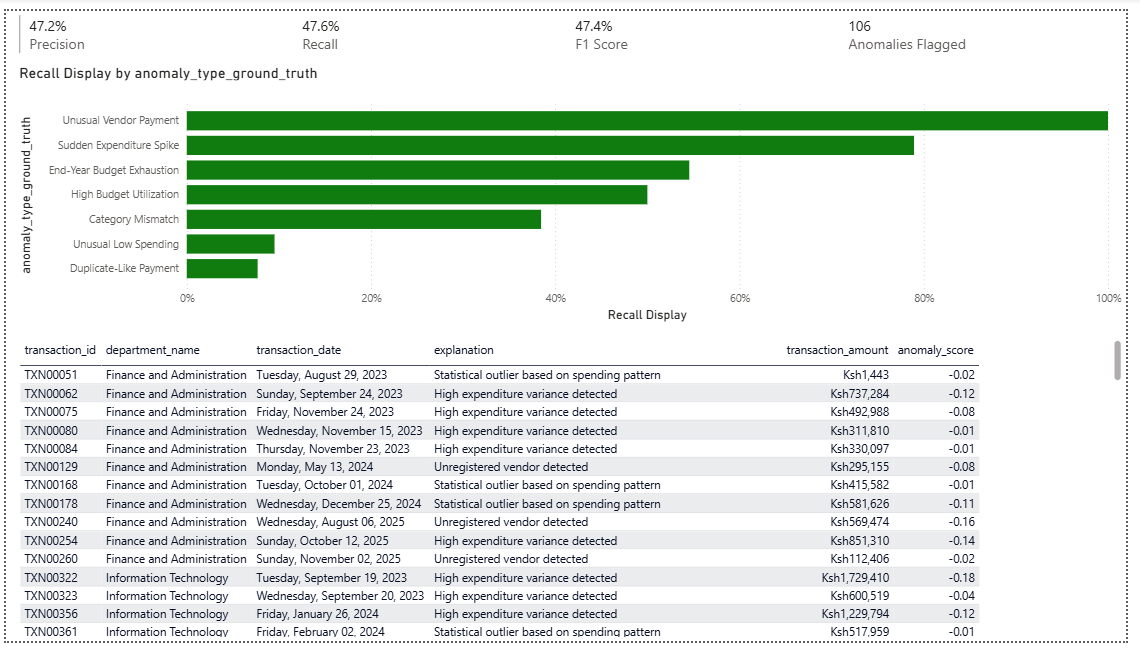 47.2% 47.6% 47.4% 106
Precision Recall F1 Score Anomalies Flagged
Recall Display by anomaly_type_ground_truth
anomaly_type_ground_truth
Unusual Vendor Payment
Sudden Expenditure Spike
End-Year Budget Exhaustion
High Budget Utilization
Category Mismatch
Unusual Low Spending
Duplicate-Like Payment
0% 20% 40% 60% 80% 100%
Recall Display
transaction_id department_name transaction_date explanation transaction_amount anomaly_score
TXN00051 Finance and Administration Tuesday, August 29, 2023 Statistical outlier based on spending pattern Ksh1,443 -0.02
TXN00062 Finance and Administration Sunday, September 24, 2023 High expenditure variance detected Ksh737,284 -0.12
TXN00075 Finance and Administration Friday, November 24, 2023 High expenditure variance detected Ksh492,988 -0.08
TXN00080 Finance and Administration Wednesday, November 15, 2023 High expenditure variance detected Ksh311,810 -0.01
TXN00084 Finance and Administration Thursday, November 23, 2023 High expenditure variance detected Ksh330,097 -0.01
TXN00129 Finance and Administration Monday, May 13, 2024 Unregistered vendor detected Ksh295,155 -0.08
TXN00168 Finance and Administration Tuesday, October 01, 2024 Statistical outlier based on spending pattern Ksh415,582 -0.01
TXN00178 Finance and Administration Wednesday, December 25, 2024 Statistical outlier based on spending pattern Ksh581,626 -0.11
TXN00240 Finance and Administration Wednesday, August 06, 2025 Unregistered vendor detected Ksh569,474 -0.16
TXN00254 Finance and Administration Sunday, October 12, 2025 High expenditure variance detected Ksh851,310 -0.14
TXN00260 Finance and Administration Sunday, November 02, 2025 Unregistered vendor detected Ksh112,406 -0.02
TXN00322 Information Technology Tuesday, September 19, 2023 High expenditure variance detected Ksh1,729,410 -0.18
TXN00323 Information Technology Wednesday, September 20, 2023 High expenditure variance detected Ksh600,519 -0.04
TXN00356 Information Technology Friday, January 26, 2024 High expenditure variance detected Ksh1,229,794 -0.12
TXN00361 Information Technology Friday, February 02, 2024 Statistical outlier based on spending pattern Ksh517,959 -0.01